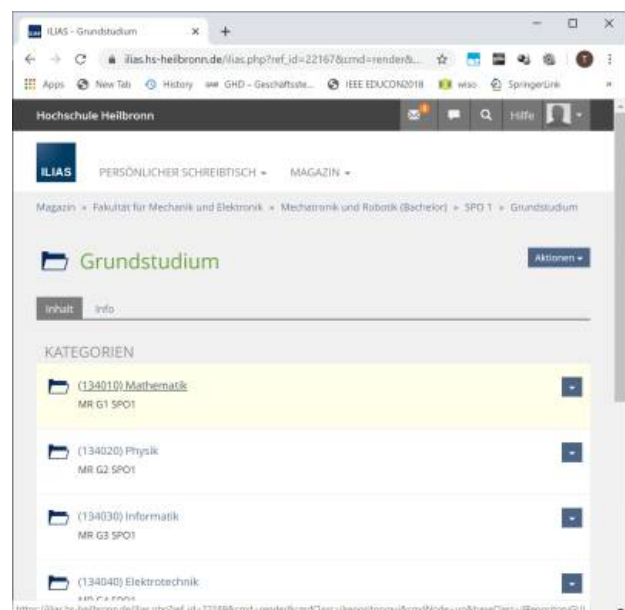 ILIAS - Grundstudium
ilias.hs-heilbronn.de/ilias.php?ref_id=22167&cmd=render&...
Apps New Tab History GHD - Geschäftsste... IEEE EDUCON2018 wiso SpringerLink »
Hochschule Heilbronn Hilfe
ILIAS PERSÖNLICHER SCHREIBTISCH MAGAZIN
Magazin » Fakultät für Mechanik und Elektronik » Mechatronik und Robotik (Bachelor) » SPO 1 » Grundstudium
Grundstudium Aktionen
Inhalt Info
KATEGORIEN
(134010) Mathematik
MR G1 SPO1
(134020) Physik
MR G2 SPO1
(134030) Informatik
MR G3 SPO1
(134040) Elektrotechnik
MR G4 SPO1